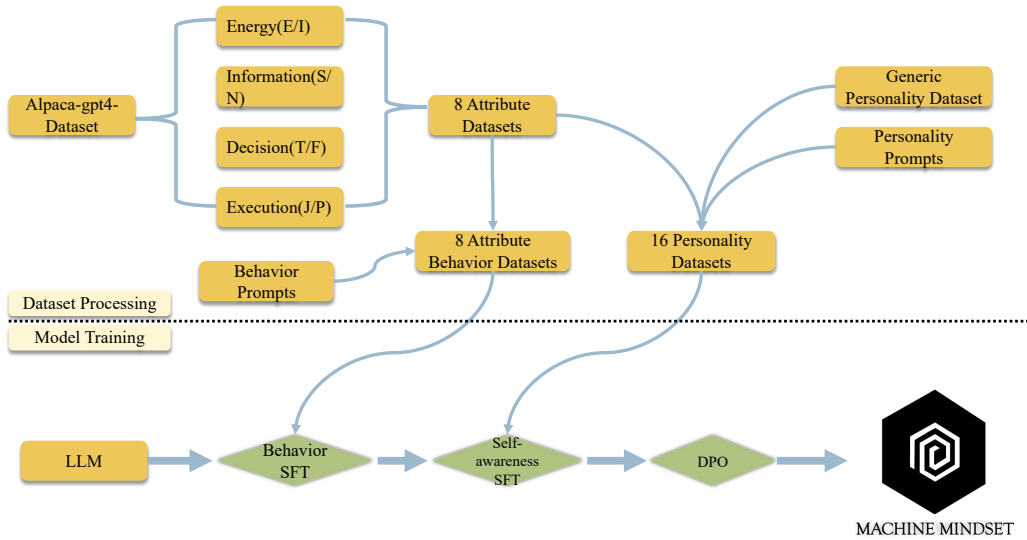 Energy(E/I)
Information(S/
N)
Alpaca-gpt4-
Dataset
Decision(T/F)
Execution(J/P)
8 Attribute
Datasets
Generic
Personality Dataset
Personality
Prompts
8 Attribute
Behavior Datasets
16 Personality
Datasets
Behavior
Prompts
Dataset Processing
Model Training
LLM
Behavior
SFT
Self-
awareness
SFT
DPO
MACHINE MINDSET